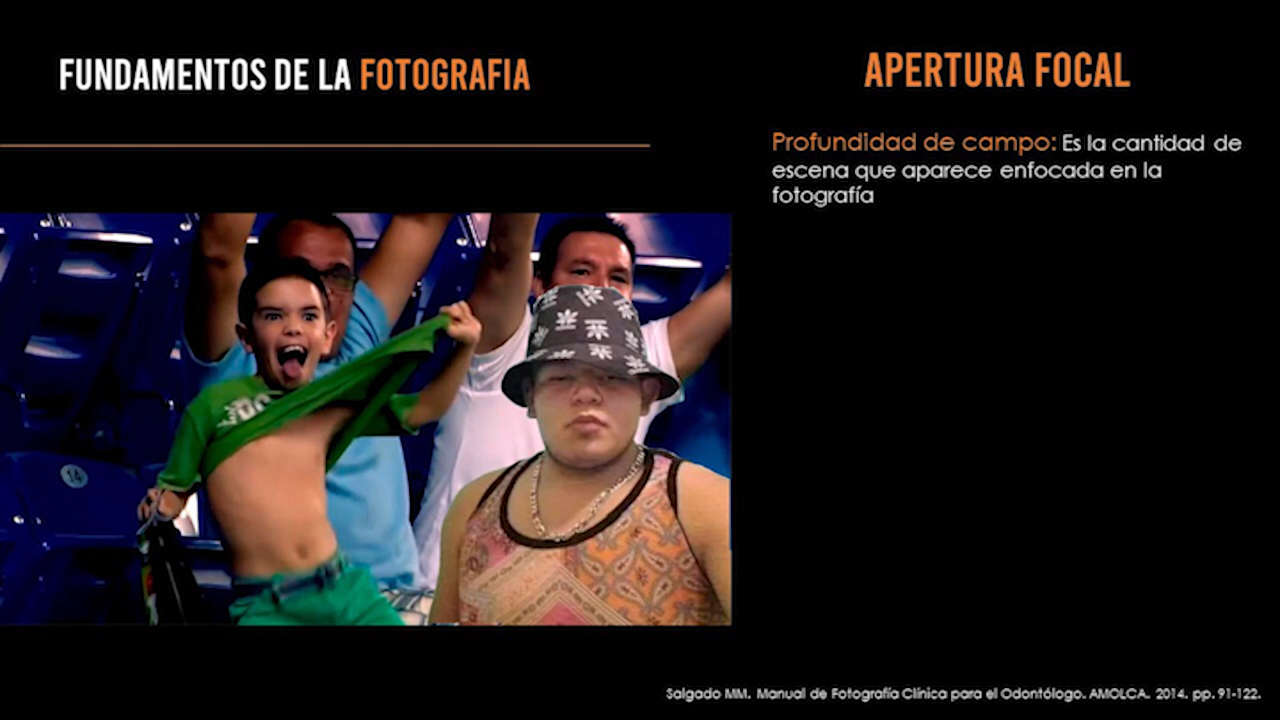 FUNDAMENTOS DE LA FOTOGRAFIA
APERTURA FOCAL
Profundidad de campo: Es la cantidad de
escena que aparece enfocada en la
fotografía
14
Salgado MM. Manual de Fotografía Clínica para el Odontólogo. AMOLCA. 2014. pp. 91-122.